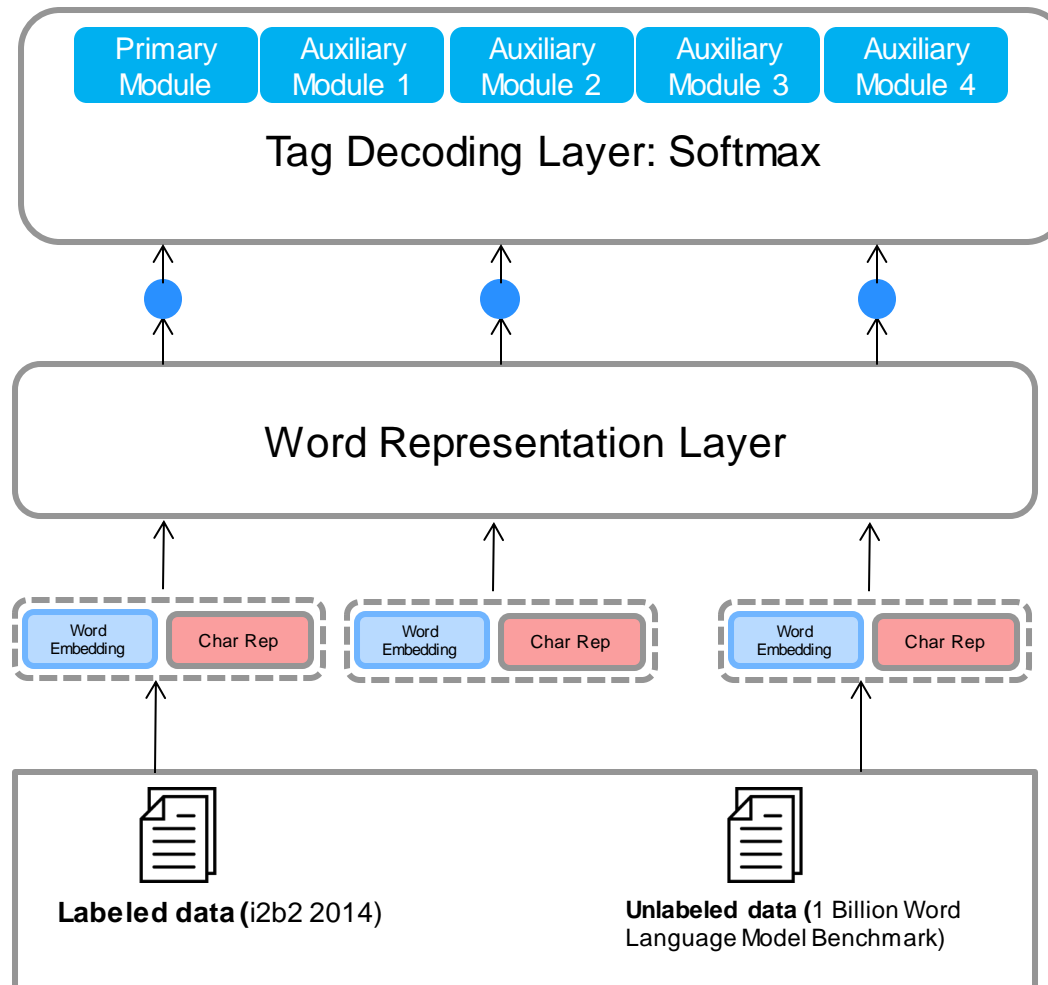 Primary
Module
Auxiliary
Module 1
Auxiliary
Module 2
Auxiliary
Module 3
Auxiliary
Module 4
Tag Decoding Layer: Softmax
Word Representation Layer
Word
Embedding
Char Rep
Word
Embedding
Char Rep
Word
Embedding
Char Rep
Labeled data (i2b2 2014)
Unlabeled data (1 Billion Word
Language Model Benchmark)